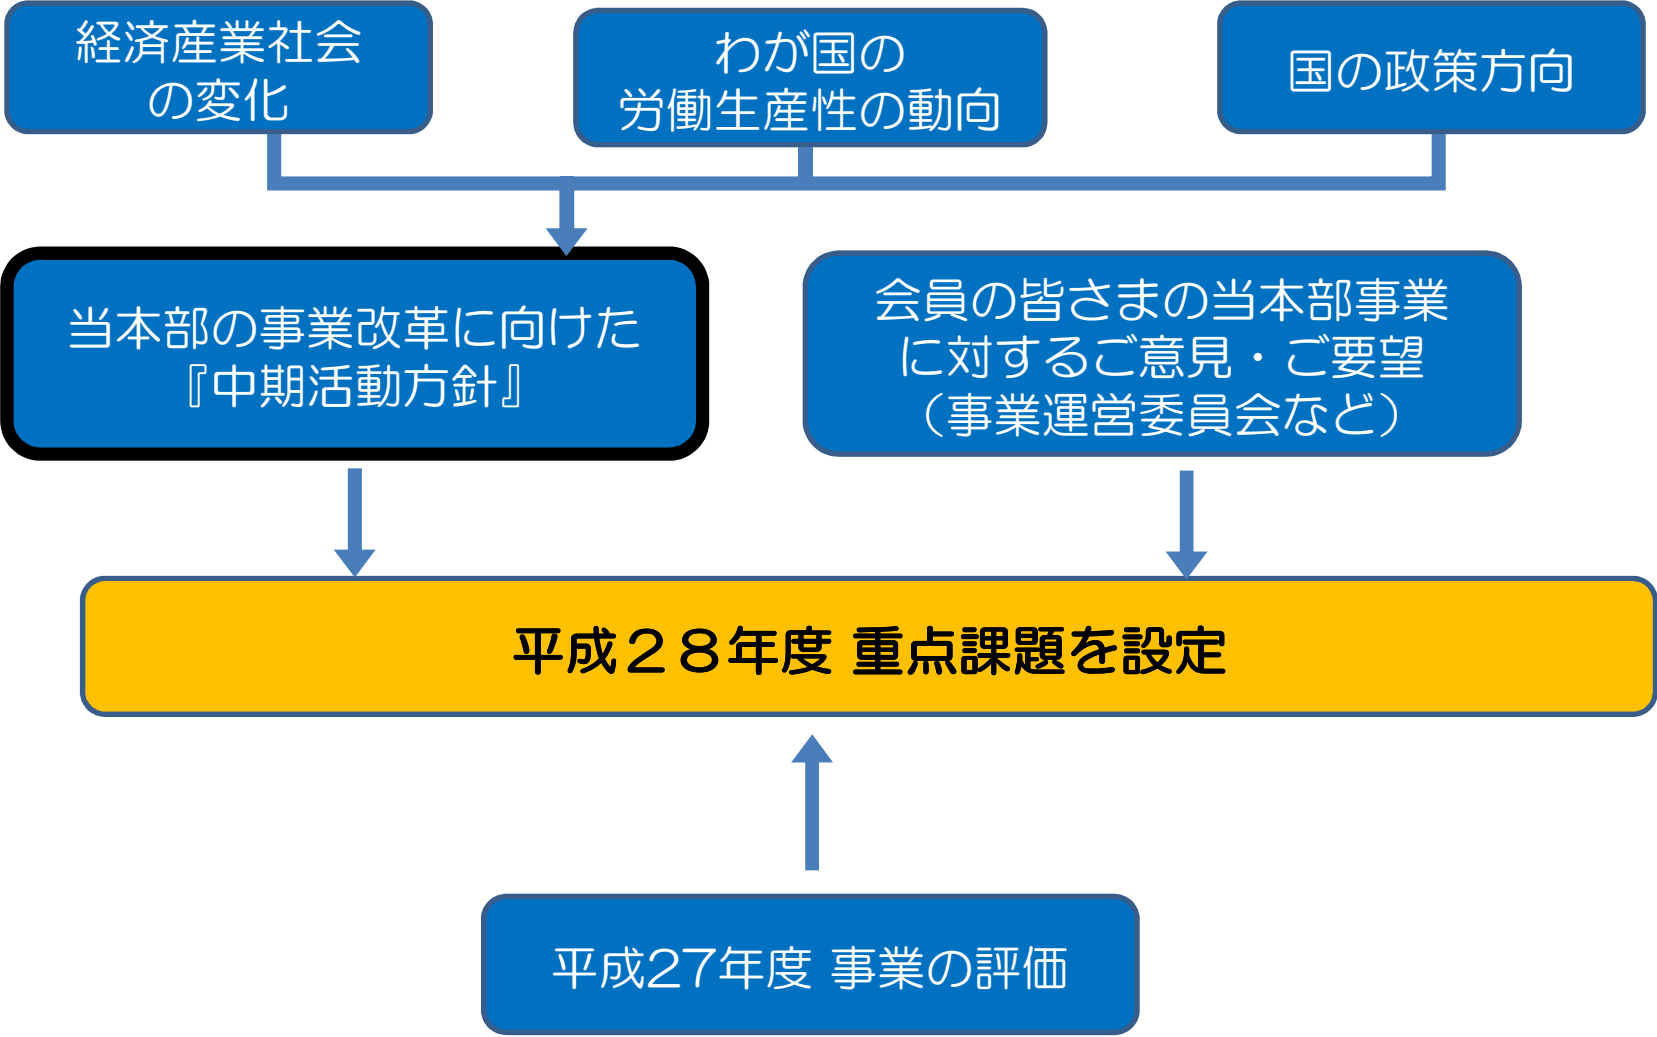 経済産業社会
の変化
わが国の
労働生産性の動向
国の政策方向
当本部の事業改革に向けた
『中期活動方針』
会員の皆さまの当本部事業
に対するご意見・ご要望
（事業運営委員会など）
平成２８年度 重点課題を設定
平成27年度 事業の評価